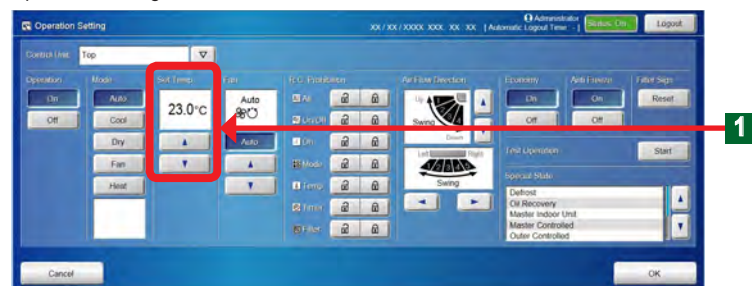 Operation Setting
XX / XX / XXXX XXX XX XX | Automatic Logout Time - |
Administrator
Status: On
Logout
Control Unit: Top
Operation
On
Off
Mode
Auto
Cool
Dry
Fan
Heat
Set Temp.
23.0°C
Fan
Auto
Auto
R.C. Prohibition
All
On/Off
On
Mode
Temp
Timer
Filter
Air Flow Direction
Up
Swing
Down
Left
Right
Swing
Economy
On
Off
Anti Freeze
On
Off
Filter Sign
Reset
Test Operation
Start
Special State
Defrost
Oil Recovery
Master Indoor Unit
Master Controlled
Outer Controlled
Cancel
OK
1